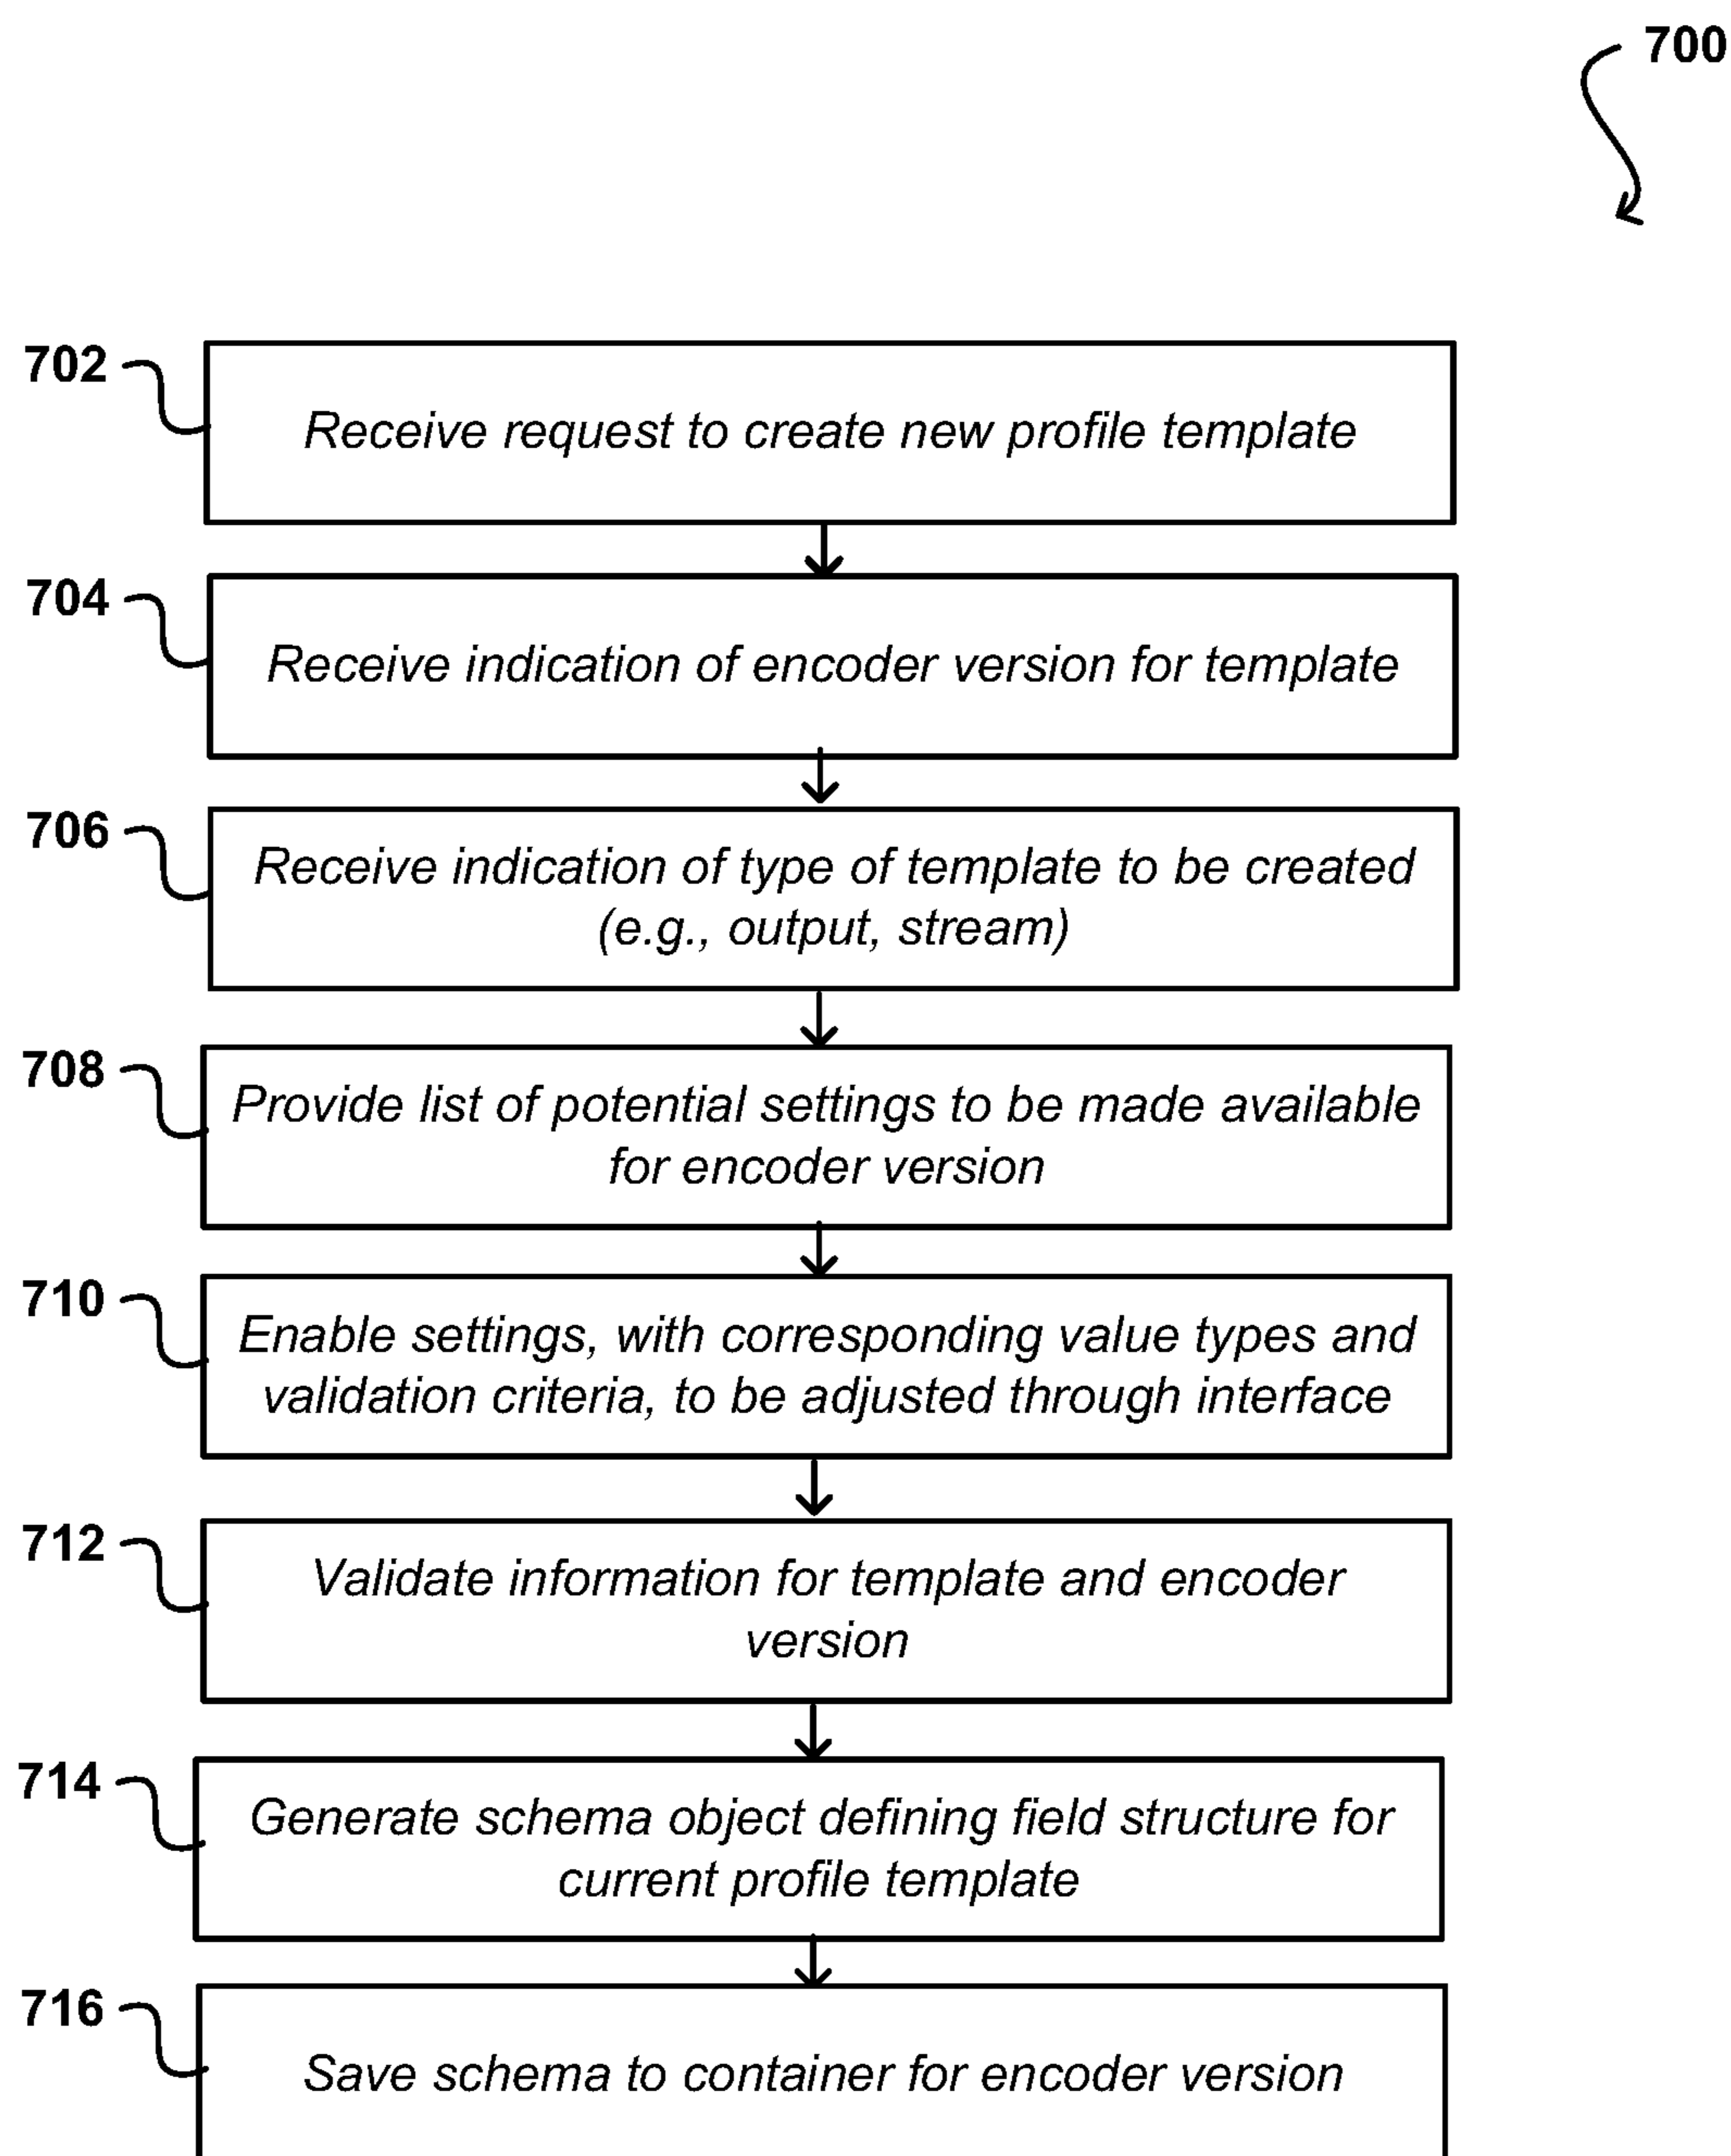 700
702
Receive request to create new profile template
704
Receive indication of encoder version for template
706
Receive indication of type of template to be created
(e.g., output, stream)
708
Provide list of potential settings to be made available
for encoder version
710
Enable settings, with corresponding value types and
validation criteria, to be adjusted through interface
712
Validate information for template and encoder
version
714
Generate schema object defining field structure for
current profile template
716
Save schema to container for encoder version